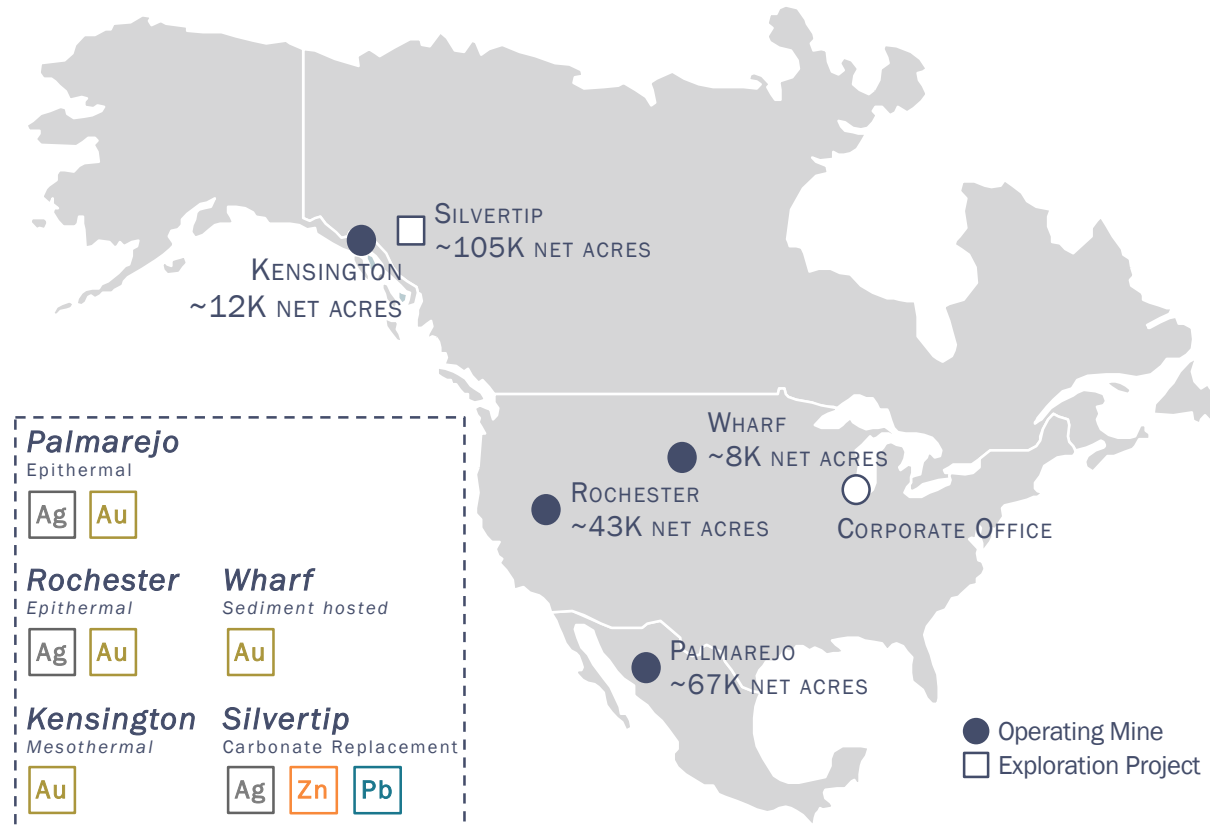 Silvertip
~105K net acres
Kensington
~12K net acres
Wharf
~8K net acres
Rochester
~43K net acres
Corporate Office
Palmarejo
~67K net acres
Palmarejo
Epithermal
Ag Au
Rochester Wharf
Epithermal Sediment hosted
Ag Au Au
Kensington Silvertip
Mesothermal Carbonate Replacement
Au Ag Zn Pb
Operating Mine
Exploration Project